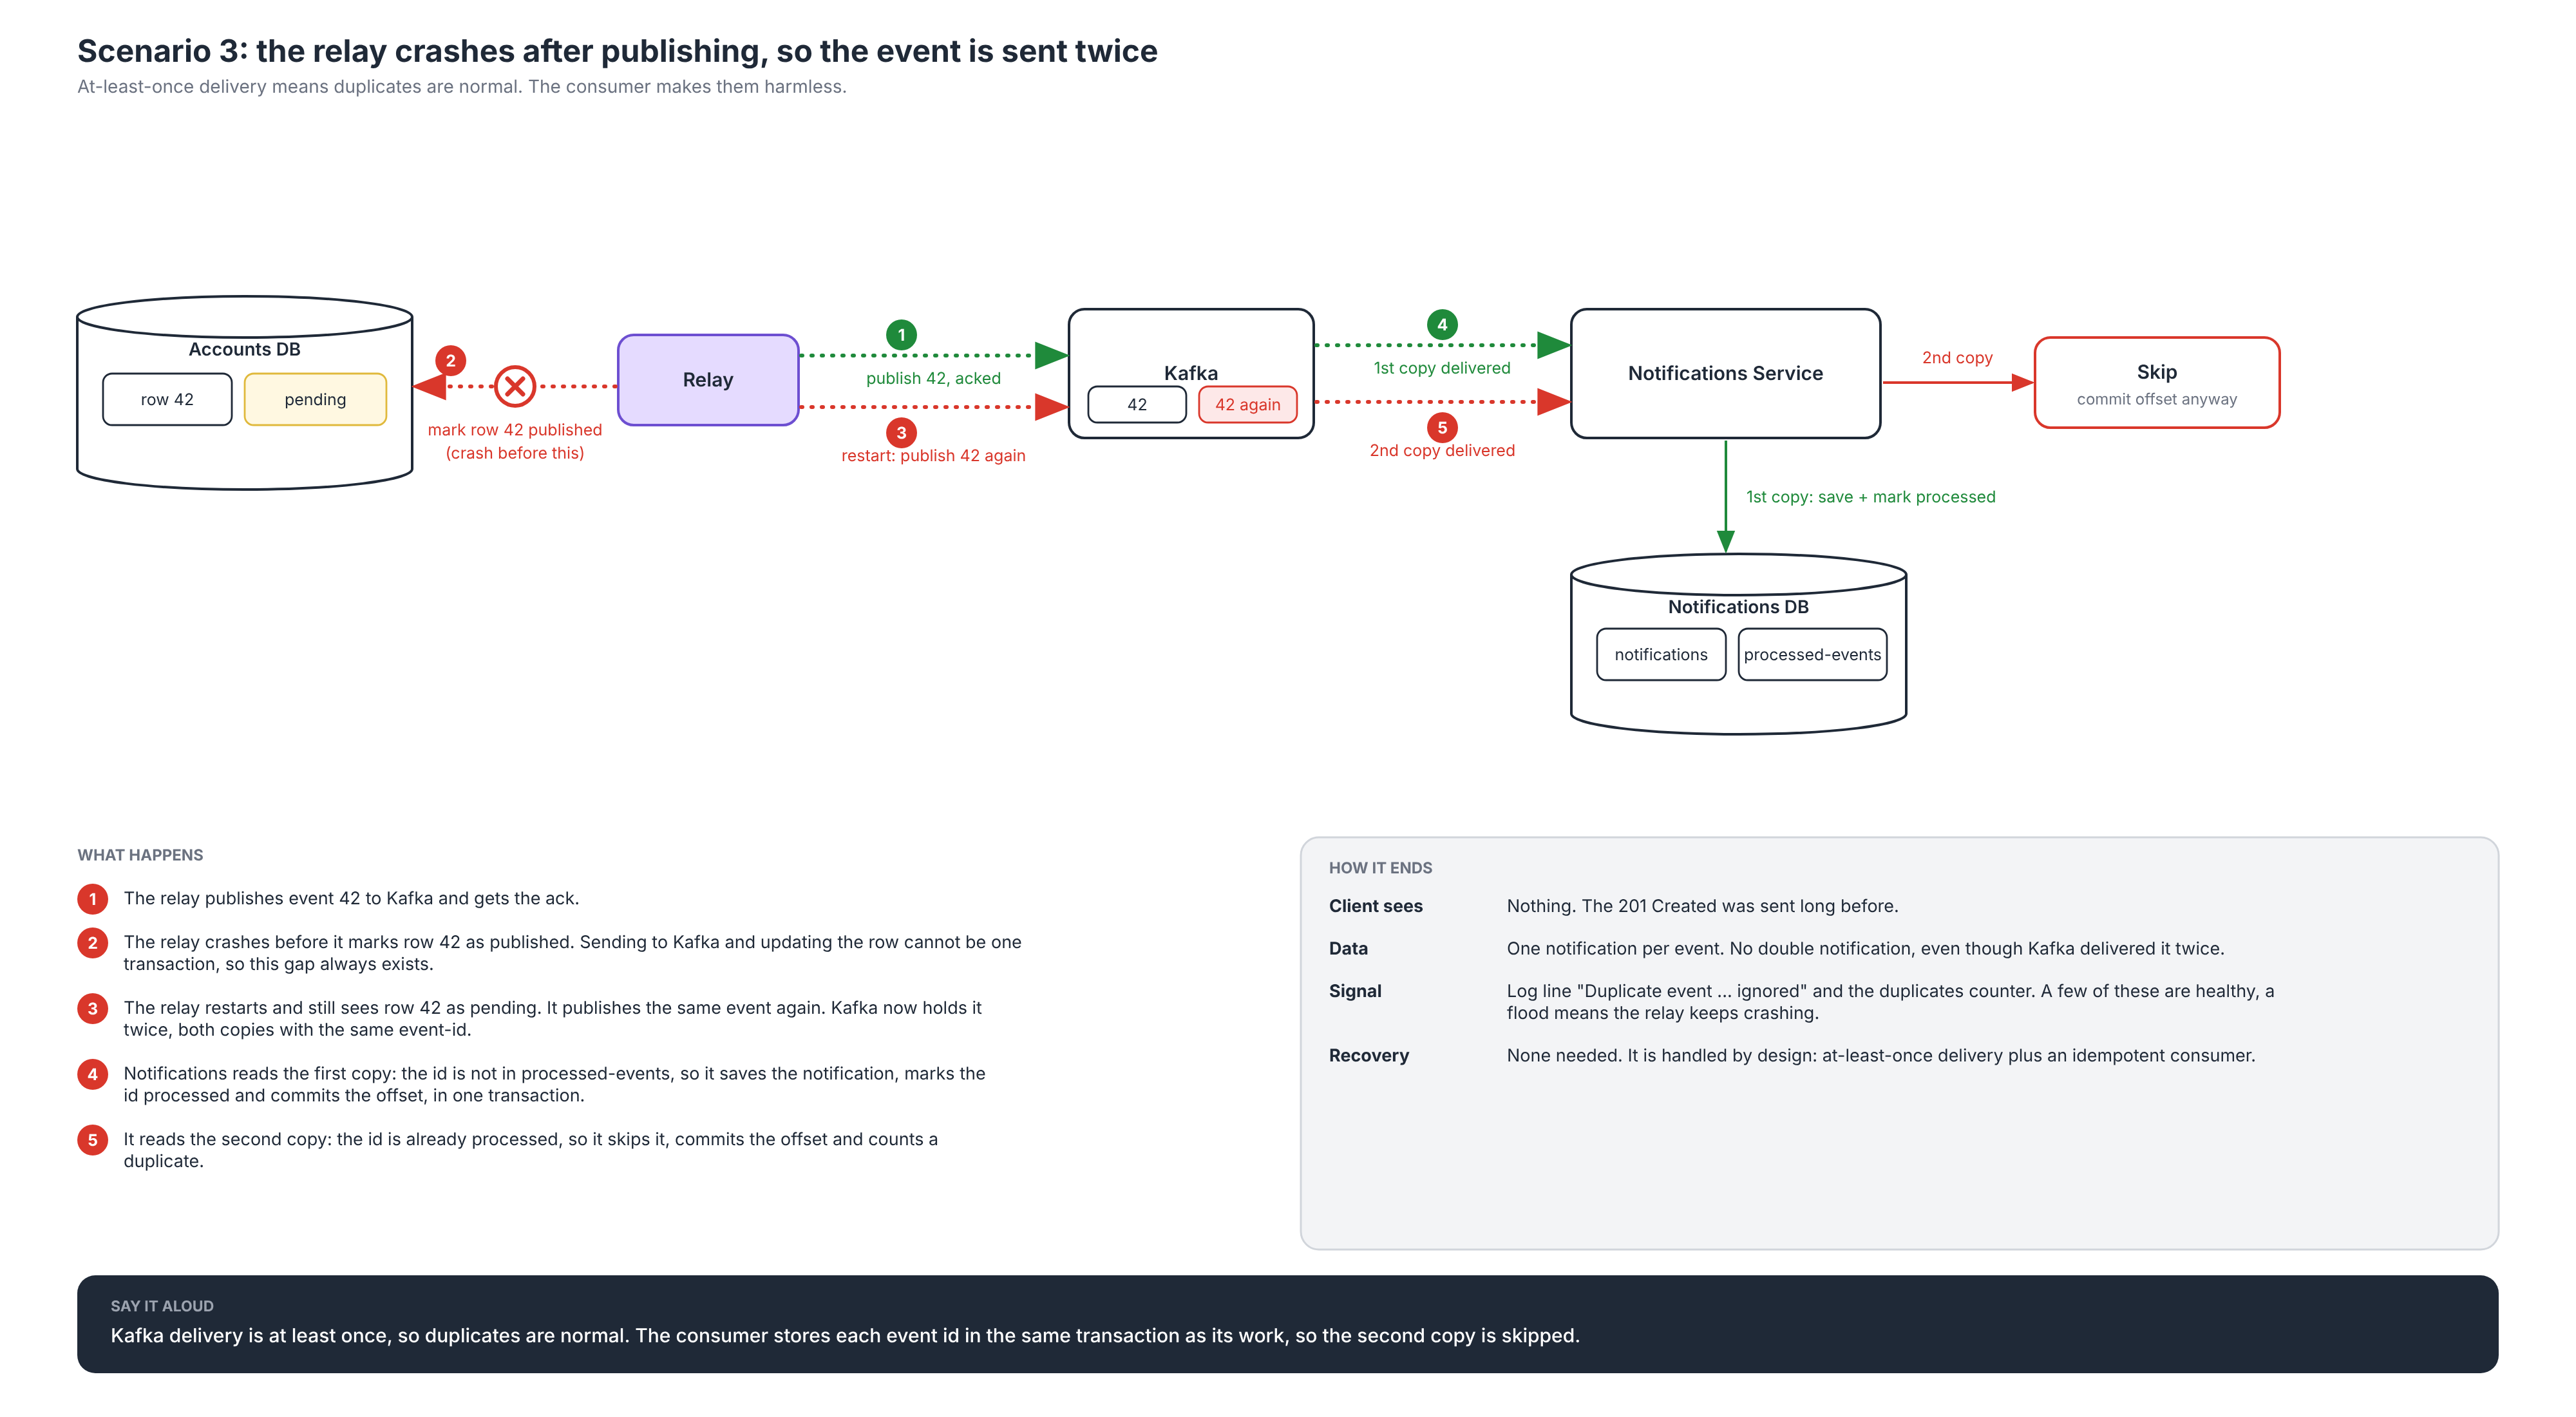 Scenario 3: the relay crashes after publishing, so the event is sent twice
At-least-once delivery means duplicates are normal. The consumer makes them harmless.
Accounts DB
row 42
pending
2
mark row 42 published
(crash before this)
Relay
1
publish 42, acked
3
restart: publish 42 again
Kafka
42
42 again
4
1st copy delivered
5
2nd copy delivered
Notifications Service
2nd copy
Skip
commit offset anyway
1st copy: save + mark processed
Notifications DB
notifications
processed-events
WHAT HAPPENS
1
The relay publishes event 42 to Kafka and gets the ack.
2
The relay crashes before it marks row 42 as published. Sending to Kafka and updating the row cannot be one
transaction, so this gap always exists.
3
The relay restarts and still sees row 42 as pending. It publishes the same event again. Kafka now holds it
twice, both copies with the same event-id.
4
Notifications reads the first copy: the id is not in processed-events, so it saves the notification, marks the
id processed and commits the offset, in one transaction.
5
It reads the second copy: the id is already processed, so it skips it, commits the offset and counts a
duplicate.
HOW IT ENDS
Client sees
Nothing. The 201 Created was sent long before.
Data
One notification per event. No double notification, even though Kafka delivered it twice.
Signal
Log line "Duplicate event ... ignored" and the duplicates counter. A few of these are healthy, a
flood means the relay keeps crashing.
Recovery
None needed. It is handled by design: at-least-once delivery plus an idempotent consumer.
SAY IT ALOUD
Kafka delivery is at least once, so duplicates are normal. The consumer stores each event id in the same transaction as its work, so the second copy is skipped.